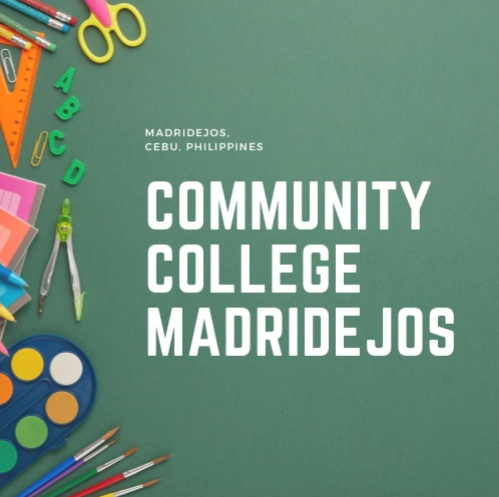 A
B
C
D
MADRIDEJOS,
CEBU, PHILIPPINES
COMMUNITY
COLLEGE
MADRIDEJOS